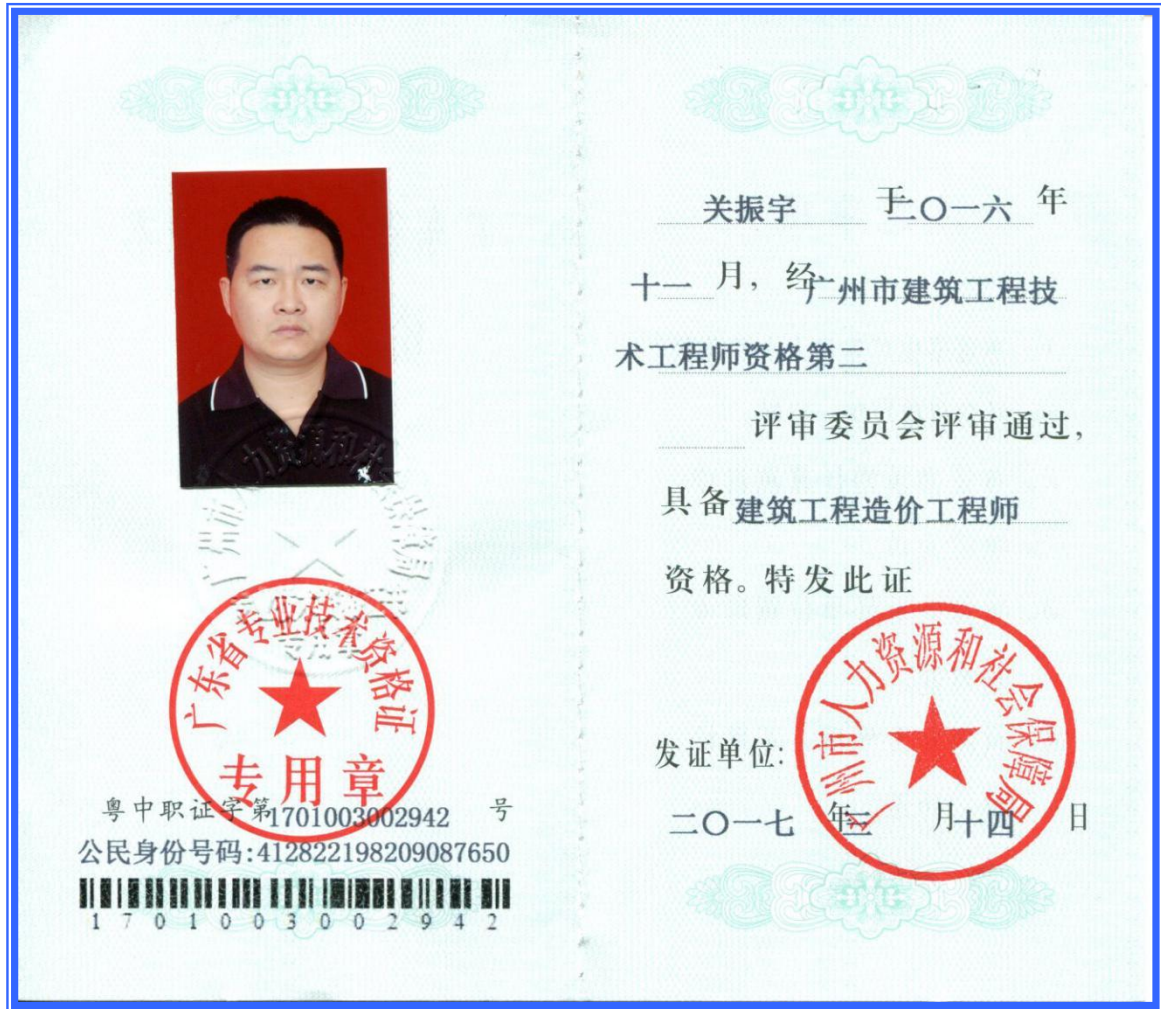 广东省专业技术资格证
专用章
粤中职证字第1701003002942 号
公民身份号码:412822198209087650
1701003002942
关振宇 于二〇一六 年
十一 月, 经广州市建筑工程技
术工程师资格第二
评审委员会评审通过,
具备建筑工程造价工程师
资格。特发此证
广州市人力资源和社会保障局
发证单位:
二〇一七 年三 月十四 日